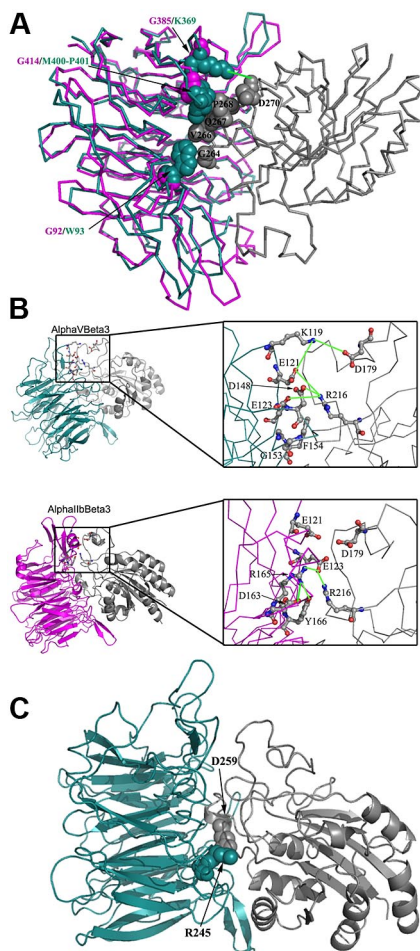 A
G385/K369
G414/M400-P401
P268
D270
Q267
V266
G264
G92/W93
B
AlphaVBeta3
K119
E121
D179
D148
E123
R216
F154
G153
AlphaIIbBeta3
E121
D179
E123
R165
R216
D163
Y166
C
D259
R245